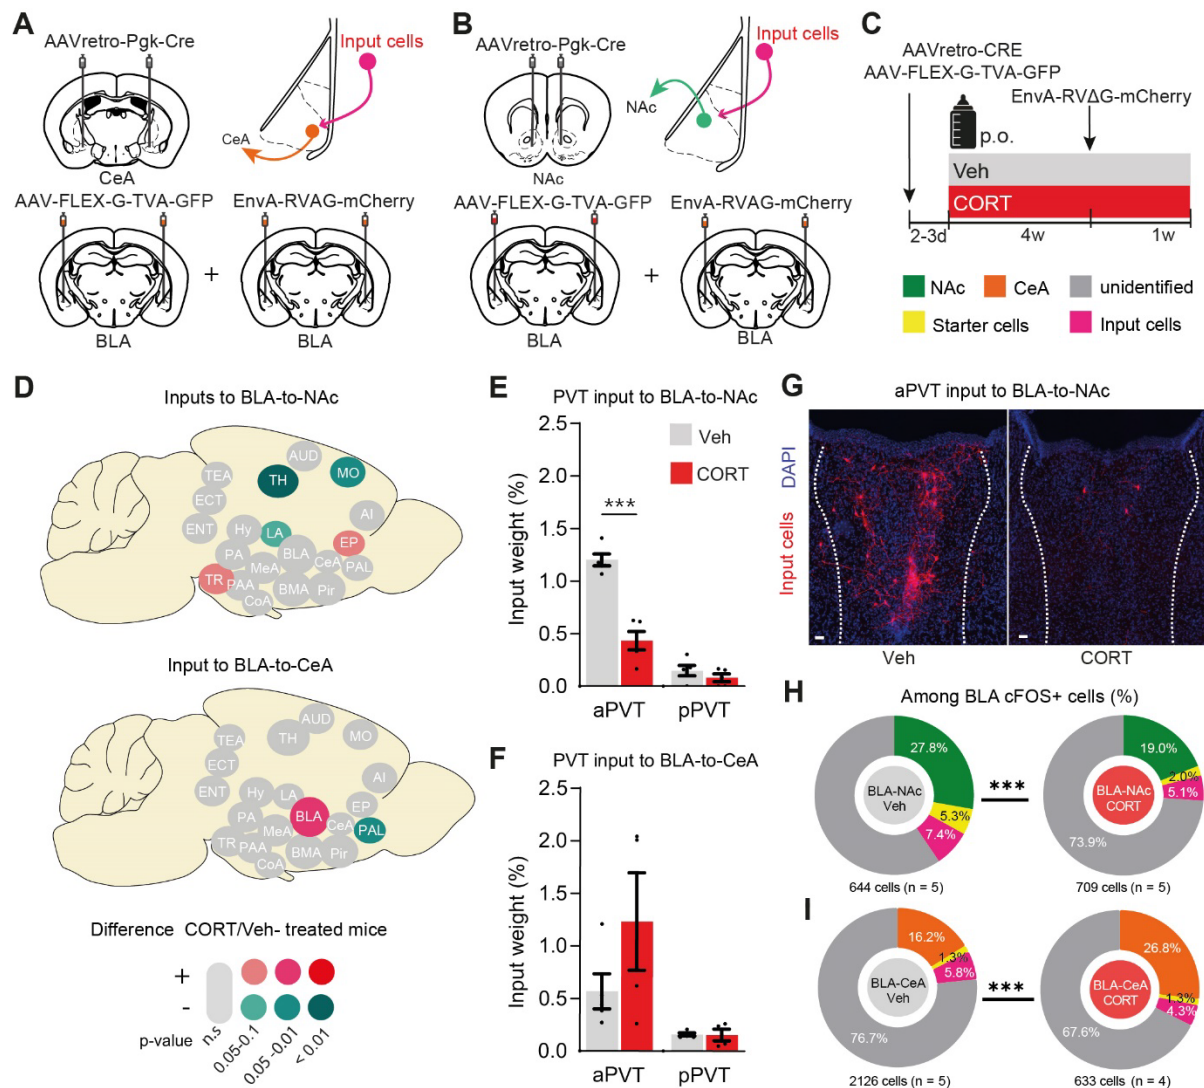 A
AAVretro-Pgk-Cre
Input cells
CeA
CeA
AAV-FLEX-G-TVA-GFP
EnvA-RVAG-mCherry
+
BLA
BLA
B
AAVretro-Pgk-Cre
Input cells
NAc
NAc
AAV-FLEX-G-TVA-GFP
EnvA-RVAG-mCherry
+
BLA
BLA
C
AAVretro-CRE
AAV-FLEX-G-TVA-GFP
EnvA-RVΔG-mCherry
p.o.
Veh
CORT
2-3d
4w
1w
NAc
CeA
unidentified
Starter cells
Input cells
D
Inputs to BLA-to-NAc
AUD
TEA
TH
MO
ECT
AI
ENT
Hy
LA
EP
PA
BLA
MeA
CeA
PAL
TR
PAA
BMA
Pir
CoA
Input to BLA-to-CeA
AUD
TEA
TH
MO
ECT
AI
ENT
Hy
LA
EP
PA
BLA
CeA
PAL
MeA
TR
PAA
BMA
Pir
CoA
Difference CORT/Veh- treated mice
+
-
p-value
n.s
0.05-0.1
0.05 -0.01
< 0.01
E
PVT input to BLA-to-NAc
Input weight (%)
2.5
2.0
1.5
1.0
0.5
0.0
Veh
CORT
***
aPVT
pPVT
F
PVT input to BLA-to-CeA
Input weight (%)
2.5
2.0
1.5
1.0
0.5
0.0
aPVT
pPVT
G
aPVT input to BLA-to-NAc
Input cells DAPI
Veh
CORT
H
Among BLA cFOS+ cells (%)
27.8%
5.3%
7.4%
BLA-NAc
Veh
***
19.0%
2.0%
5.1%
BLA-NAc
CORT
73.9%
644 cells (n = 5)
709 cells (n = 5)
I
16.2%
1.3%
5.8%
BLA-CeA
Veh
76.7%
***
26.8%
1.3%
4.3%
BLA-CeA
CORT
67.6%
2126 cells (n = 5)
633 cells (n = 4)